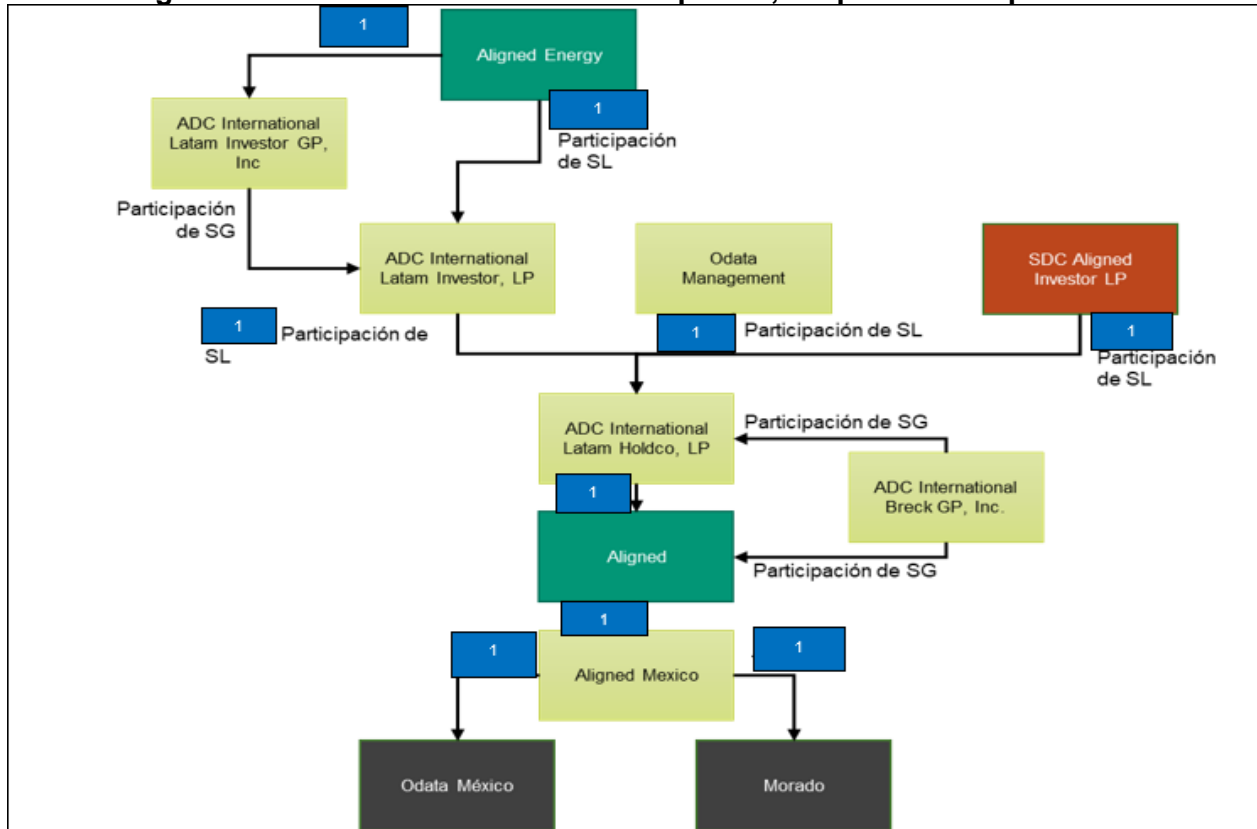 1
Aligned Energy
1
Participación
de SL
ADC International
Latam Investor GP,
Inc
Participación
de SG
ADC International
Latam Investor, LP
Odata
Management
SDC Aligned
Investor LP
1
Participación de
SL
1
Participación de SL
1
Participación
de SL
ADC International
Latam Holdco, LP
Participación de SG
ADC International
Breck GP, Inc.
1
Aligned
Participación de SG
1
1
Aligned Mexico
1
Odata México
Morado